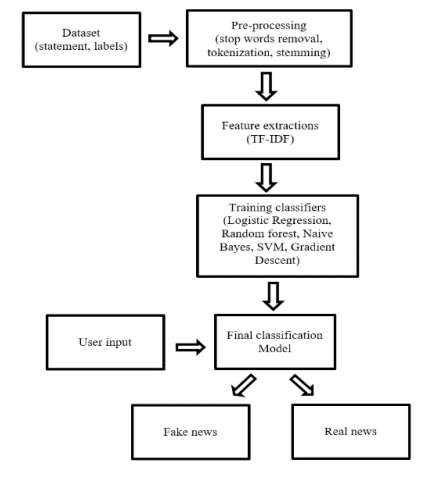 Dataset
(statement, labels)
Pre-processing
(stop words removal,
tokenization, stemming)
Feature extractions
(TF-IDF)
Training classifiers
(Logistic Regression,
Random forest, Naive
Bayes, SVM, Gradient
Descent)
User input
Final classification
Model
Fake news
Real news